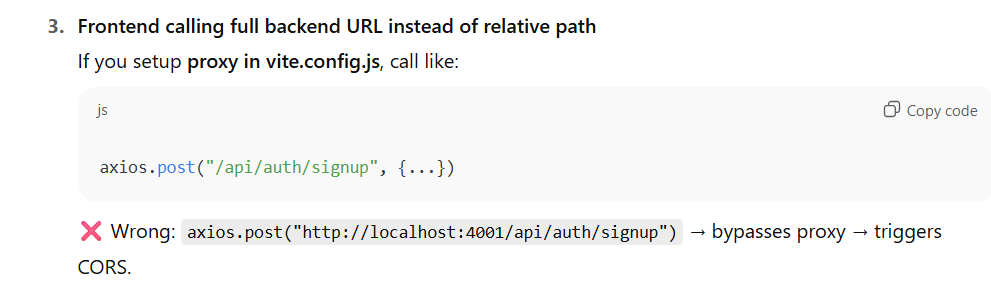 3. Frontend calling full backend URL instead of relative path
If you setup proxy in vite.config.js, call like:
js
Copy code
axios.post("/api/auth/signup", {...})
❌ Wrong: axios.post("http://localhost:4001/api/auth/signup") → bypasses proxy → triggers
CORS.